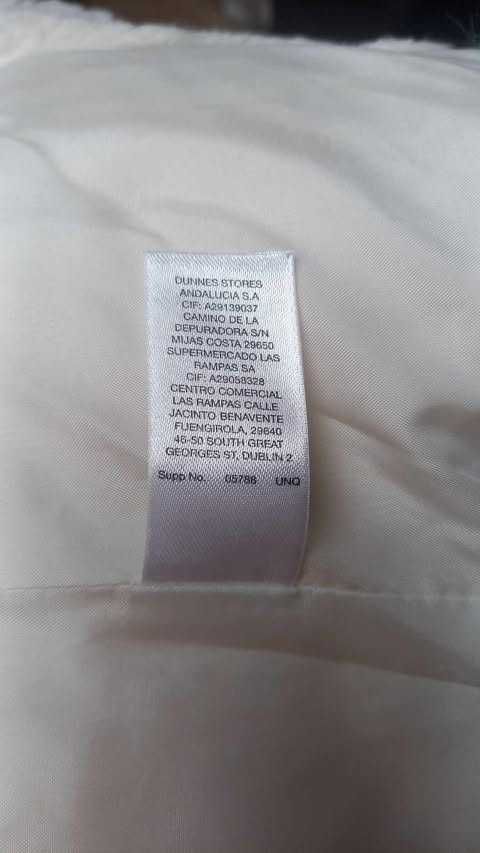 DUNNES STORES
ANDALUCIA S.A
CIF: A29139037
CAMINO DE LA
DEPURADORA S/N
MIJAS COSTA 29650
SUPERMERCADO LAS
RAMPAS SA
CIF: A29058328
CENTRO COMERCIAL
LAS RAMPAS CALLE
JACINTO BENAVENTE
FUENGIROLA, 29640
46-50 SOUTH GREAT
GEORGES ST, DUBLIN 2
Supp No. 05786 UNQ